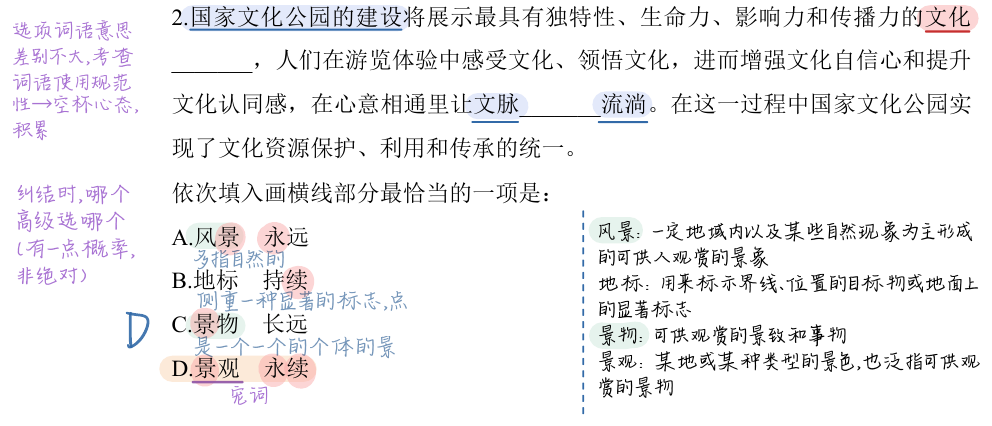 选项词语意思
差别不大,考查
词语使用规范
性→空杯心态,
积累
2.国家文化公园的建设将展示最具有独特性、生命力、影响力和传播力的文化
_______，人们在游览体验中感受文化、领悟文化，进而增强文化自信心和提升
文化认同感，在心意相通里让文脉_______流淌。在这一过程中国家文化公园实
现了文化资源保护、利用和传承的统一。
纠结时,哪个
高级选哪个
(有一点概率,
非绝对)
依次填入画横线部分最恰当的一项是：
A.风景 永远
多指自然的
B.地标 持续
侧重一种显著的标志,点
D
C.景物 长远
是一个一个的个体的景
D.景观 永续
宠词
风景: 一定地域内以及某些自然现象为主形成
的可供人观赏的景象
地标: 用来标示界线、位置的目标物或地面上
的显著标志
景物: 可供观赏的景致和事物
景观: 某地或某种类型的景色,也泛指可供观
赏的景物